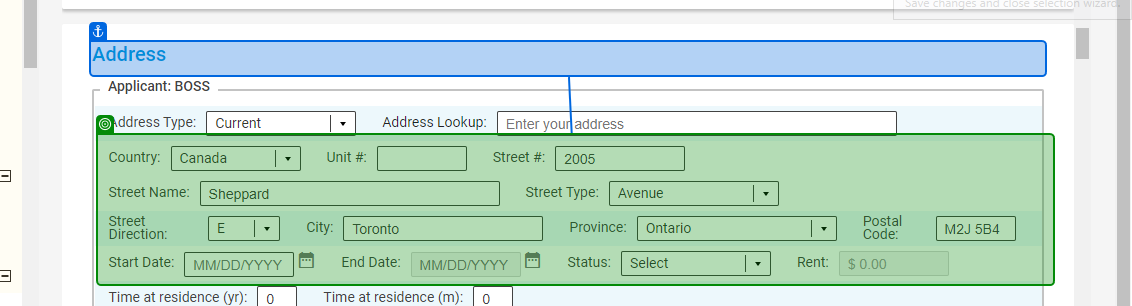 Save changes and close selection wizard.
Address
Applicant: BOSS
Address Type: Current Address Lookup: Enter your address
Country: Canada Unit #: Street #: 2005
Street Name: Sheppard Street Type: Avenue
Street Direction: E City: Toronto Province: Ontario Postal Code: M2J 5B4
Start Date: MM/DD/YYYY End Date: MM/DD/YYYY Status: Select Rent: $ 0.00
Time at residence (yr): 0 Time at residence (m): 0